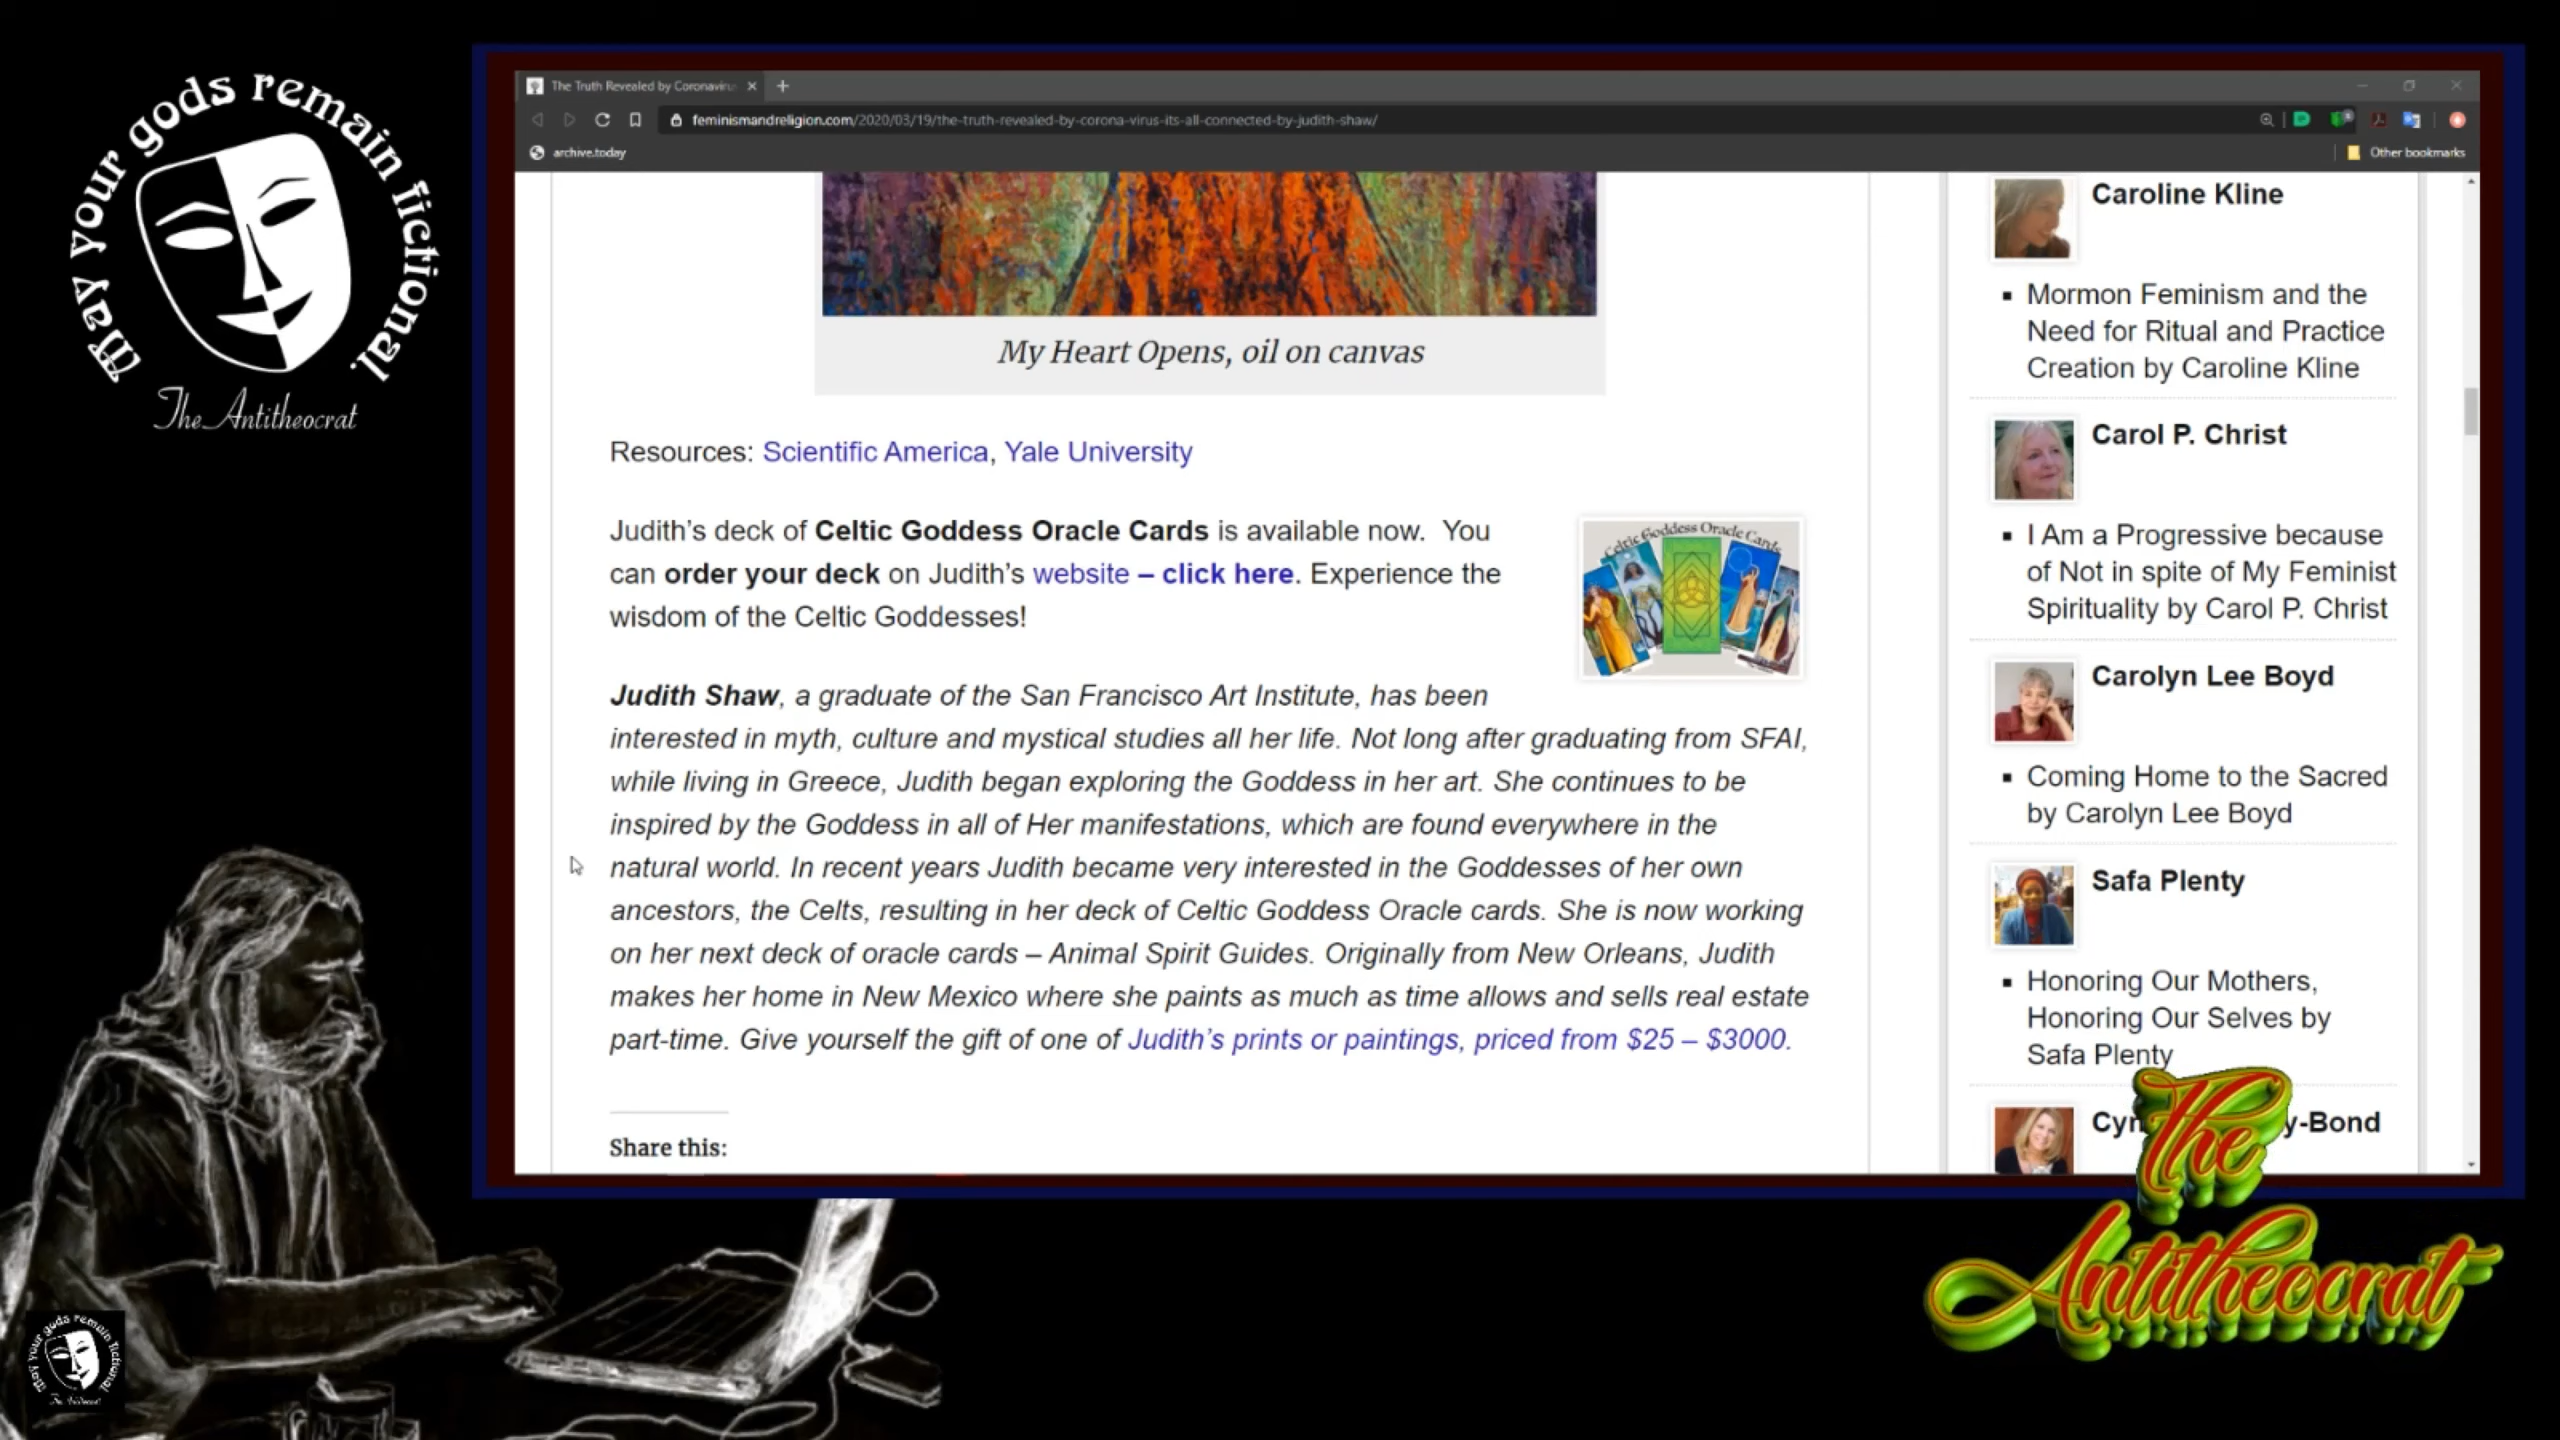 May your gods remain fictional.
The Antitheocrat
The Truth Revealed by Coronaviru
feminismandreligion.com/2020/03/19/the-truth-revealed-by-corona-virus-its-all-connected-by-judith-shaw/
archive.today
Other bookmarks
My Heart Opens, oil on canvas
Resources: Scientific America, Yale University
Judith’s deck of Celtic Goddess Oracle Cards is available now.  You
can order your deck on Judith’s website – click here. Experience the
wisdom of the Celtic Goddesses!
Celtic Goddess Oracle Cards
Judith Shaw, a graduate of the San Francisco Art Institute, has been
interested in myth, culture and mystical studies all her life. Not long after graduating from SFAI,
while living in Greece, Judith began exploring the Goddess in her art. She continues to be
inspired by the Goddess in all of Her manifestations, which are found everywhere in the
natural world. In recent years Judith became very interested in the Goddesses of her own
ancestors, the Celts, resulting in her deck of Celtic Goddess Oracle cards. She is now working
on her next deck of oracle cards – Animal Spirit Guides. Originally from New Orleans, Judith
makes her home in New Mexico where she paints as much as time allows and sells real estate
part-time. Give yourself the gift of one of Judith’s prints or paintings, priced from $25 – $3000.
Share this:
Caroline Kline
▪ Mormon Feminism and the
Need for Ritual and Practice
Creation by Caroline Kline
Carol P. Christ
▪ I Am a Progressive because
of Not in spite of My Feminist
Spirituality by Carol P. Christ
Carolyn Lee Boyd
▪ Coming Home to the Sacred
by Carolyn Lee Boyd
Safa Plenty
▪ Honoring Our Mothers,
Honoring Our Selves by
Safa Plenty
Cyn y-Bond
The
Antitheocrat
May your gods remain fictional.
The Antitheocrat